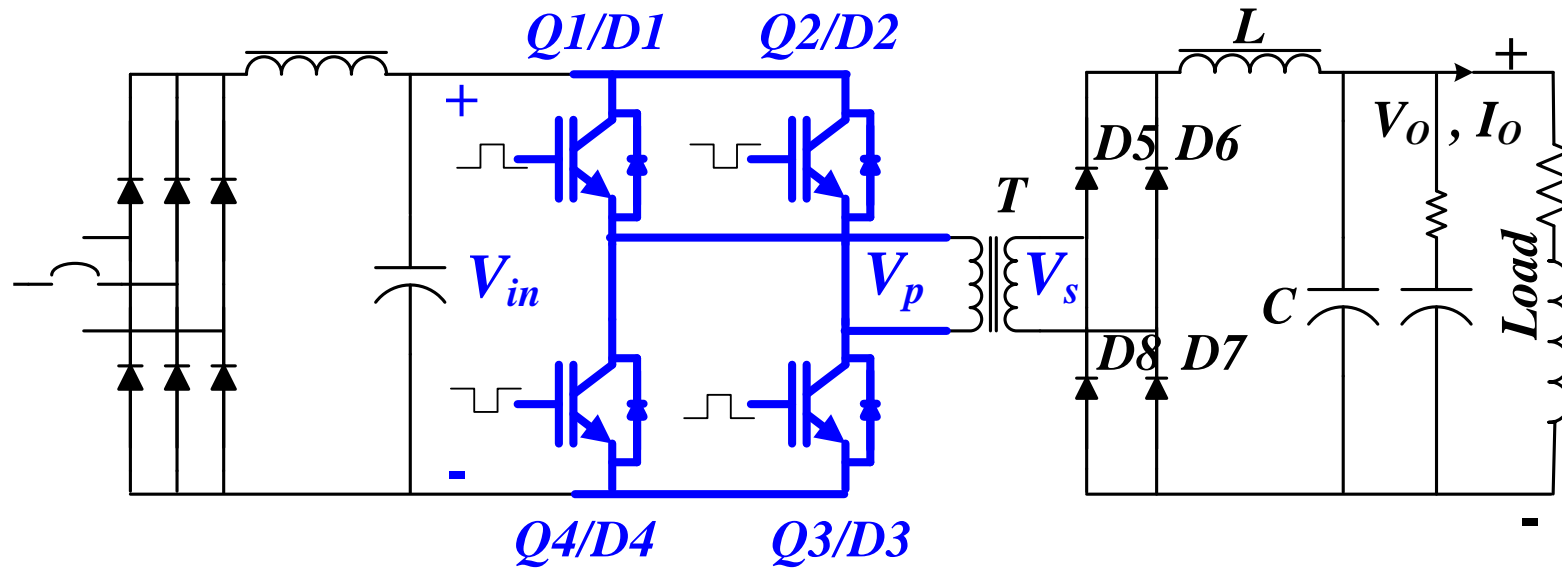 Q1/D1
Q2/D2
L
+
+
V_O , I_O
D5
D6
T
V_in
V_p
V_s
C
Load
D8
D7
-
-
Q4/D4
Q3/D3